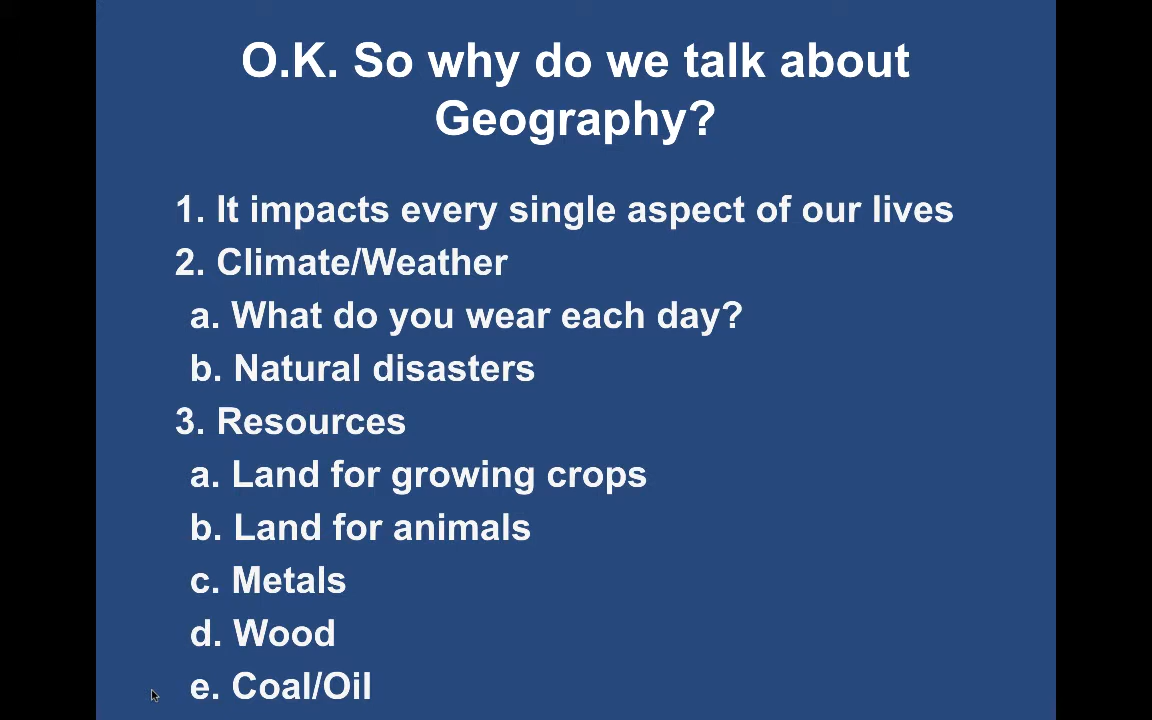 O.K. So why do we talk about
Geography?
1. It impacts every single aspect of our lives
2. Climate/Weather
a. What do you wear each day?
b. Natural disasters
3. Resources
a. Land for growing crops
b. Land for animals
c. Metals
d. Wood
e. Coal/Oil